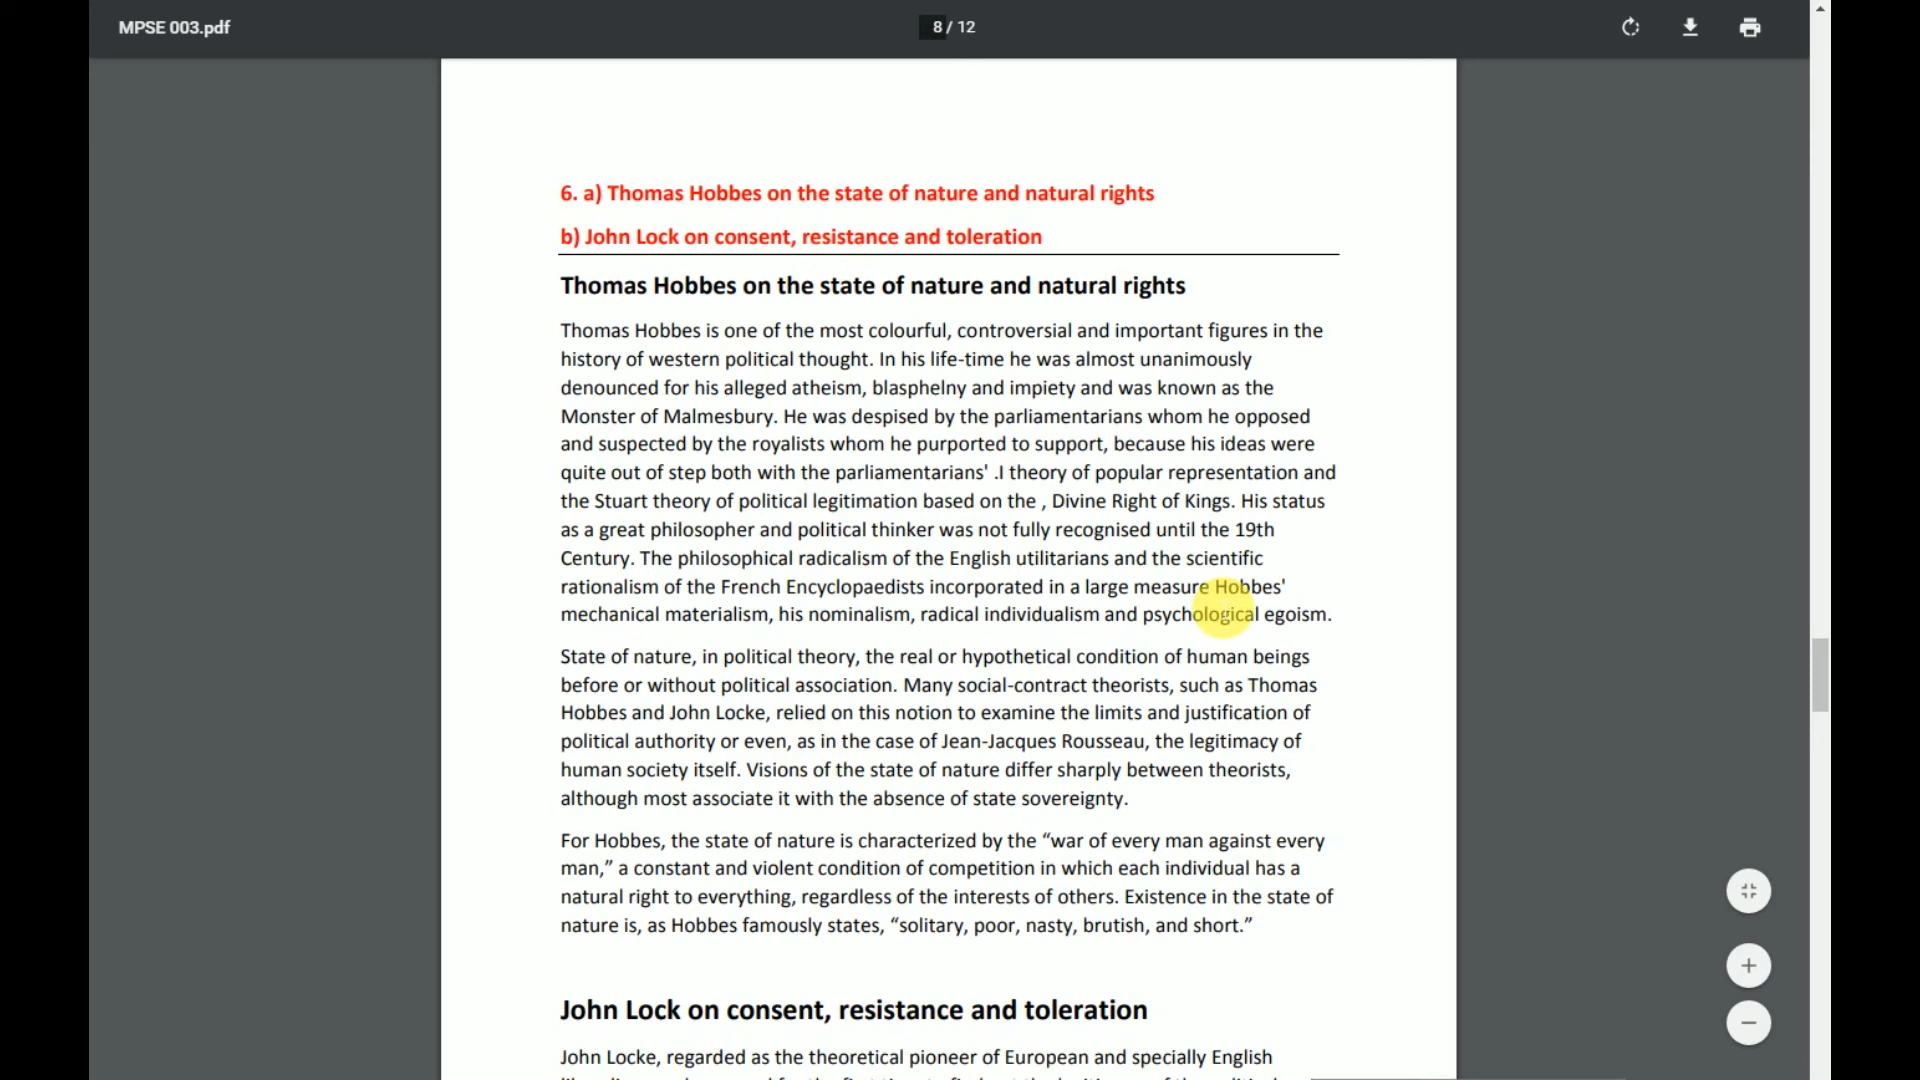 MPSE 003.pdf
8 / 12
6. a) Thomas Hobbes on the state of nature and natural rights
b) John Lock on consent, resistance and toleration
Thomas Hobbes on the state of nature and natural rights
Thomas Hobbes is one of the most colourful, controversial and important figures in the
history of western political thought. In his life-time he was almost unanimously
denounced for his alleged atheism, blasphelny and impiety and was known as the
Monster of Malmesbury. He was despised by the parliamentarians whom he opposed
and suspected by the royalists whom he purported to support, because his ideas were
quite out of step both with the parliamentarians' .I theory of popular representation and
the Stuart theory of political legitimation based on the , Divine Right of Kings. His status
as a great philosopher and political thinker was not fully recognised until the 19th
Century. The philosophical radicalism of the English utilitarians and the scientific
rationalism of the French Encyclopaedists incorporated in a large measure Hobbes'
mechanical materialism, his nominalism, radical individualism and psychological egoism.
State of nature, in political theory, the real or hypothetical condition of human beings
before or without political association. Many social-contract theorists, such as Thomas
Hobbes and John Locke, relied on this notion to examine the limits and justification of
political authority or even, as in the case of Jean-Jacques Rousseau, the legitimacy of
human society itself. Visions of the state of nature differ sharply between theorists,
although most associate it with the absence of state sovereignty.
For Hobbes, the state of nature is characterized by the “war of every man against every
man,” a constant and violent condition of competition in which each individual has a
natural right to everything, regardless of the interests of others. Existence in the state of
nature is, as Hobbes famously states, “solitary, poor, nasty, brutish, and short.”
John Lock on consent, resistance and toleration
John Locke, regarded as the theoretical pioneer of European and specially English